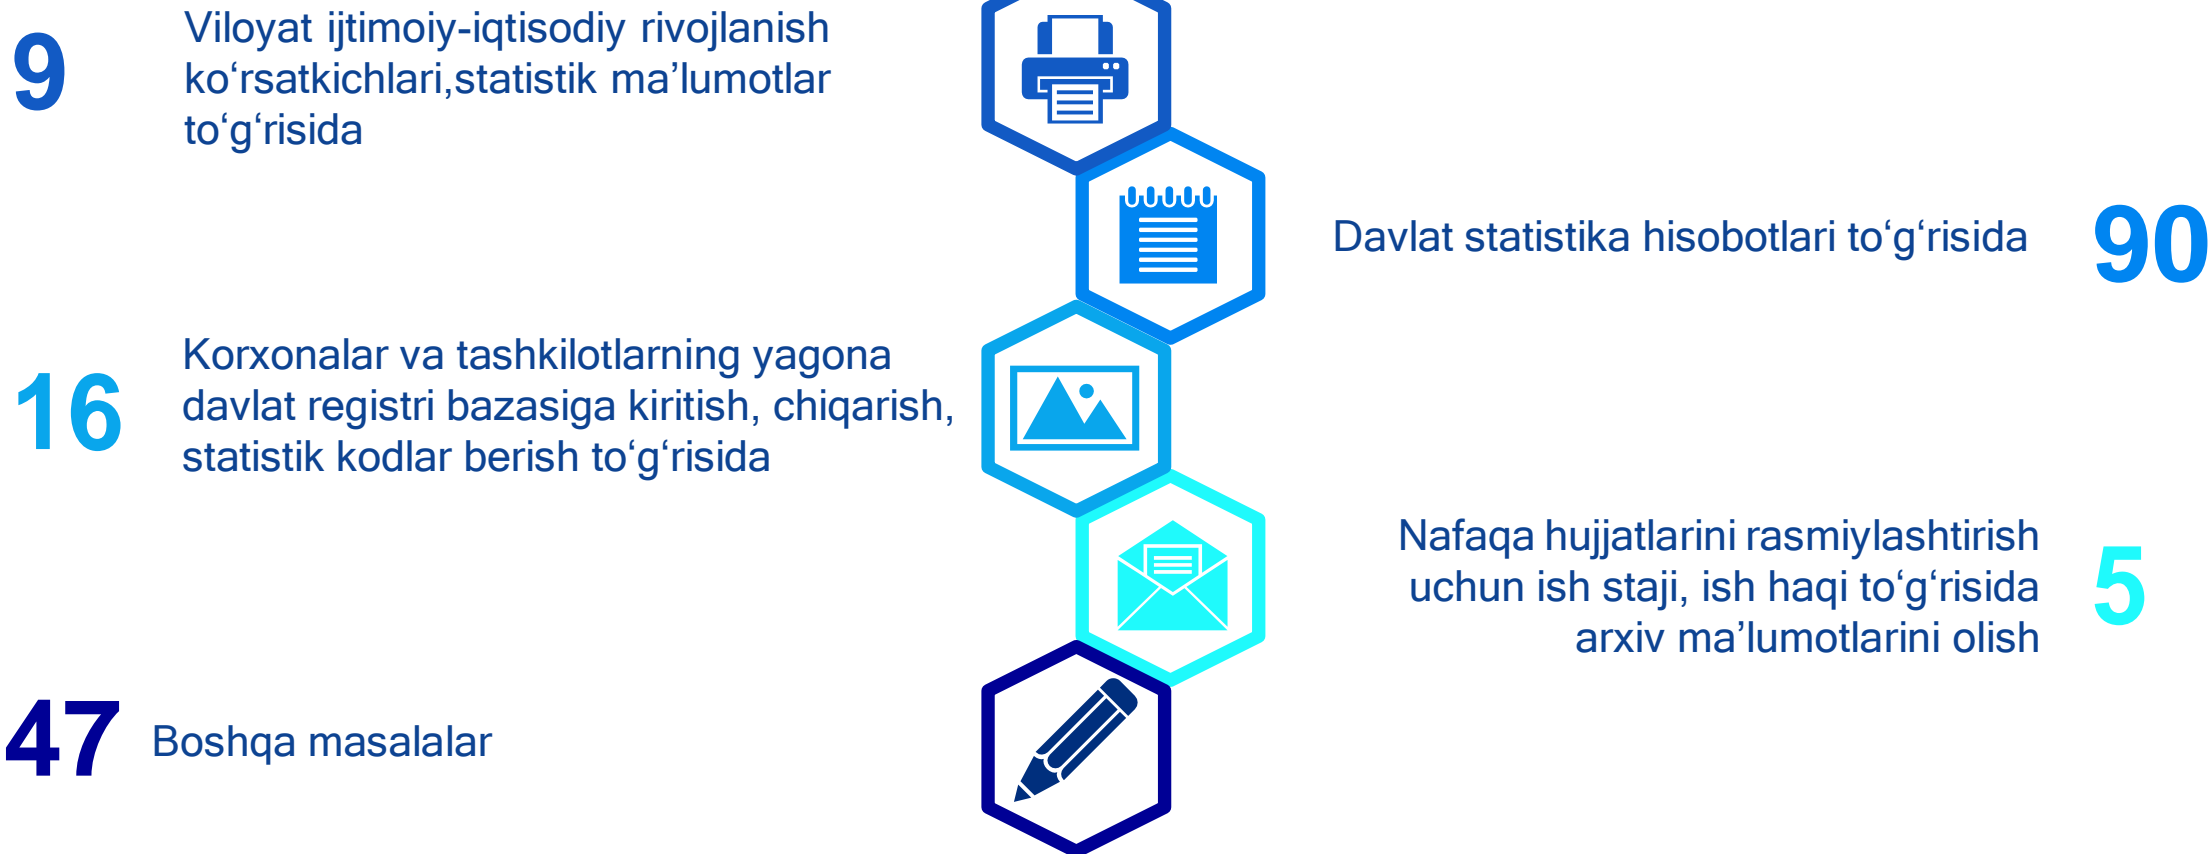 9
Viloyat ijtimoiy-iqtisodiy rivojlanish
ko‘rsatkichlari,statistik ma’lumotlar
to‘g‘risida
Davlat statistika hisobotlari to‘g‘risida
90
16
Korxonalar va tashkilotlarning yagona
davlat registri bazasiga kiritish, chiqarish,
statistik kodlar berish to‘g‘risida
Nafaqa hujjatlarini rasmiylashtirish
uchun ish staji, ish haqi to‘g‘risida
arxiv ma’lumotlarini olish
5
47
Boshqa masalalar